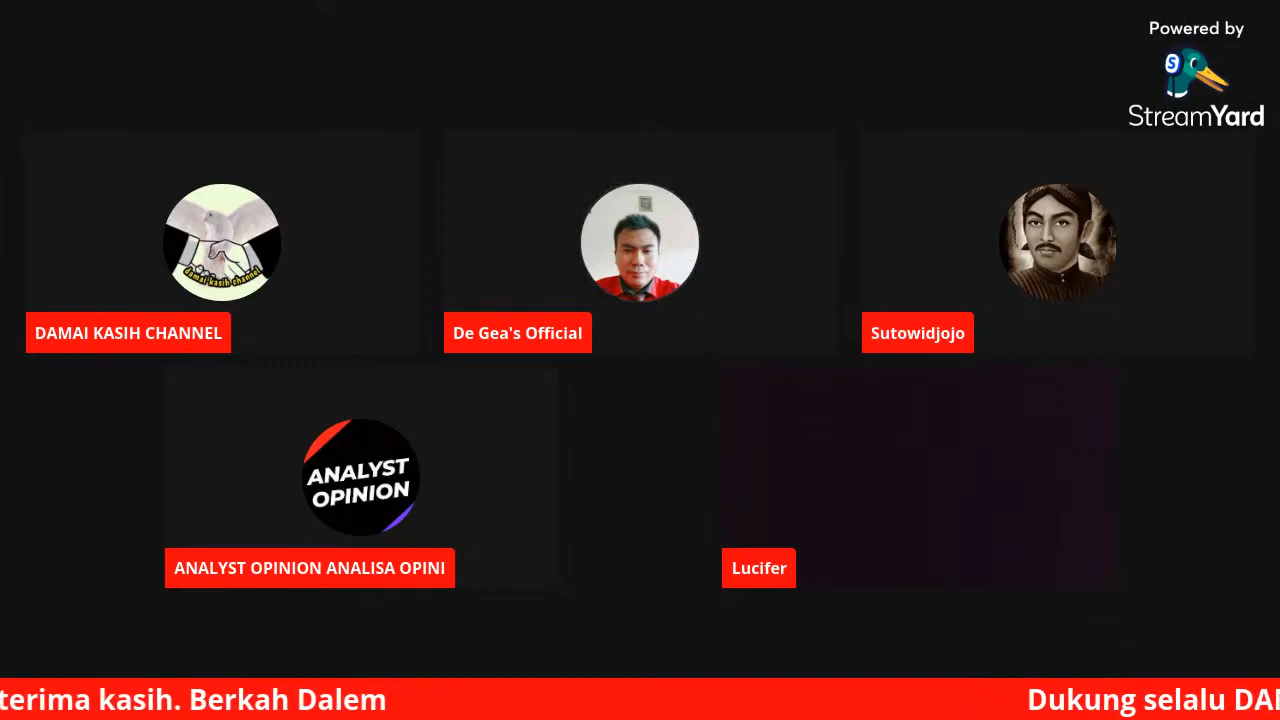 Powered by
S
StreamYard
damai kasih channel
DAMAI KASIH CHANNEL
De Gea's Official
Sutowidjojo
ANALYST
OPINION
ANALYST OPINION ANALISA OPINI
Lucifer
terima kasih. Berkah Dalem
Dukung selalu DA